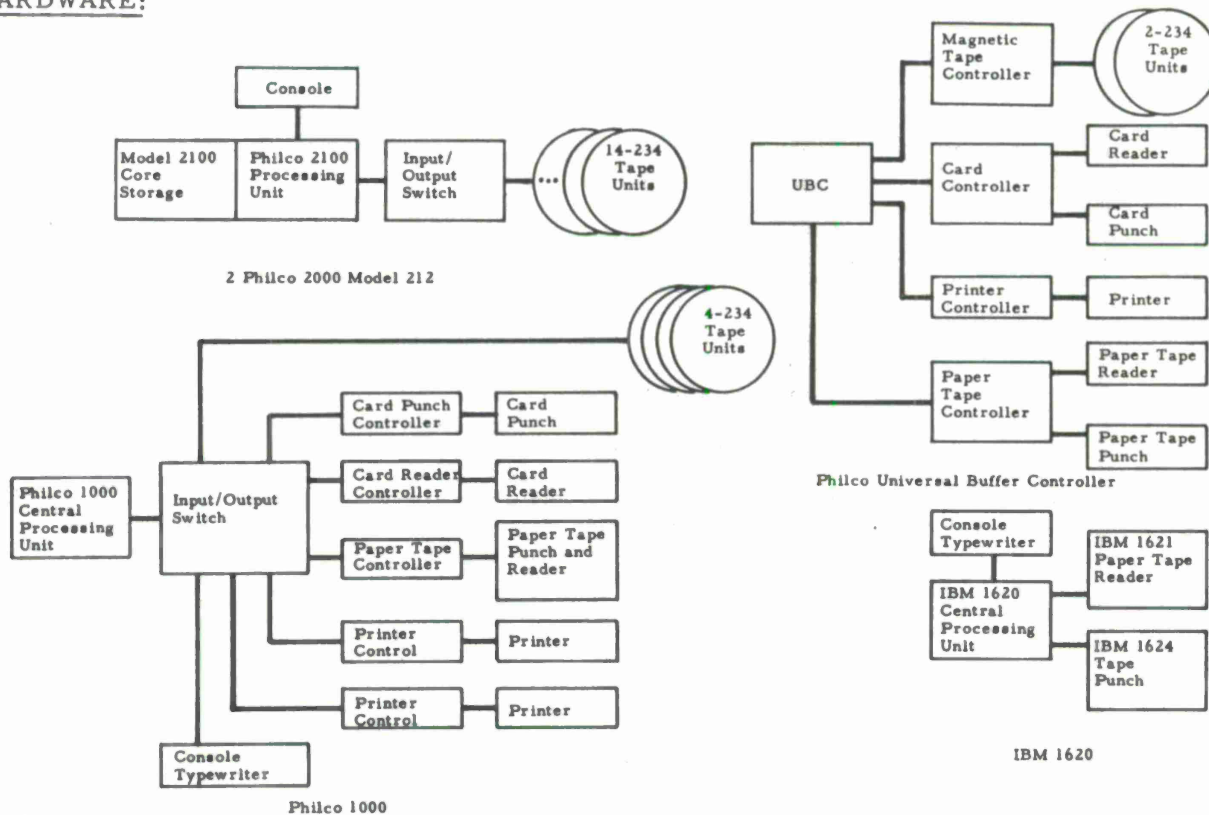 ARDWARE:
Console
Model 2100
Core
Storage
Philco 2100
Processing
Unit
Input/
Output
Switch
...
14-234
Tape
Units
2 Philco 2000 Model 212
Magnetic
Tape
Controller
2-234
Tape
Units
UBC
Card
Controller
Card
Reader
Card
Punch
Printer
Controller
Printer
Paper
Tape
Controller
Paper Tape
Reader
Paper Tape
Punch
Philco Universal Buffer Controller
4-234
Tape
Units
Philco 1000
Central
Processing
Unit
Input/Output
Switch
Card Punch
Controller
Card
Punch
Card Reader
Controller
Card
Reader
Paper Tape
Controller
Paper Tape
Punch and
Reader
Printer
Control
Printer
Printer
Control
Printer
Console
Typewriter
Philco 1000
Console
Typewriter
IBM 1620
Central
Processing
Unit
IBM 1621
Paper Tape
Reader
IBM 1624
Tape
Punch
IBM 1620